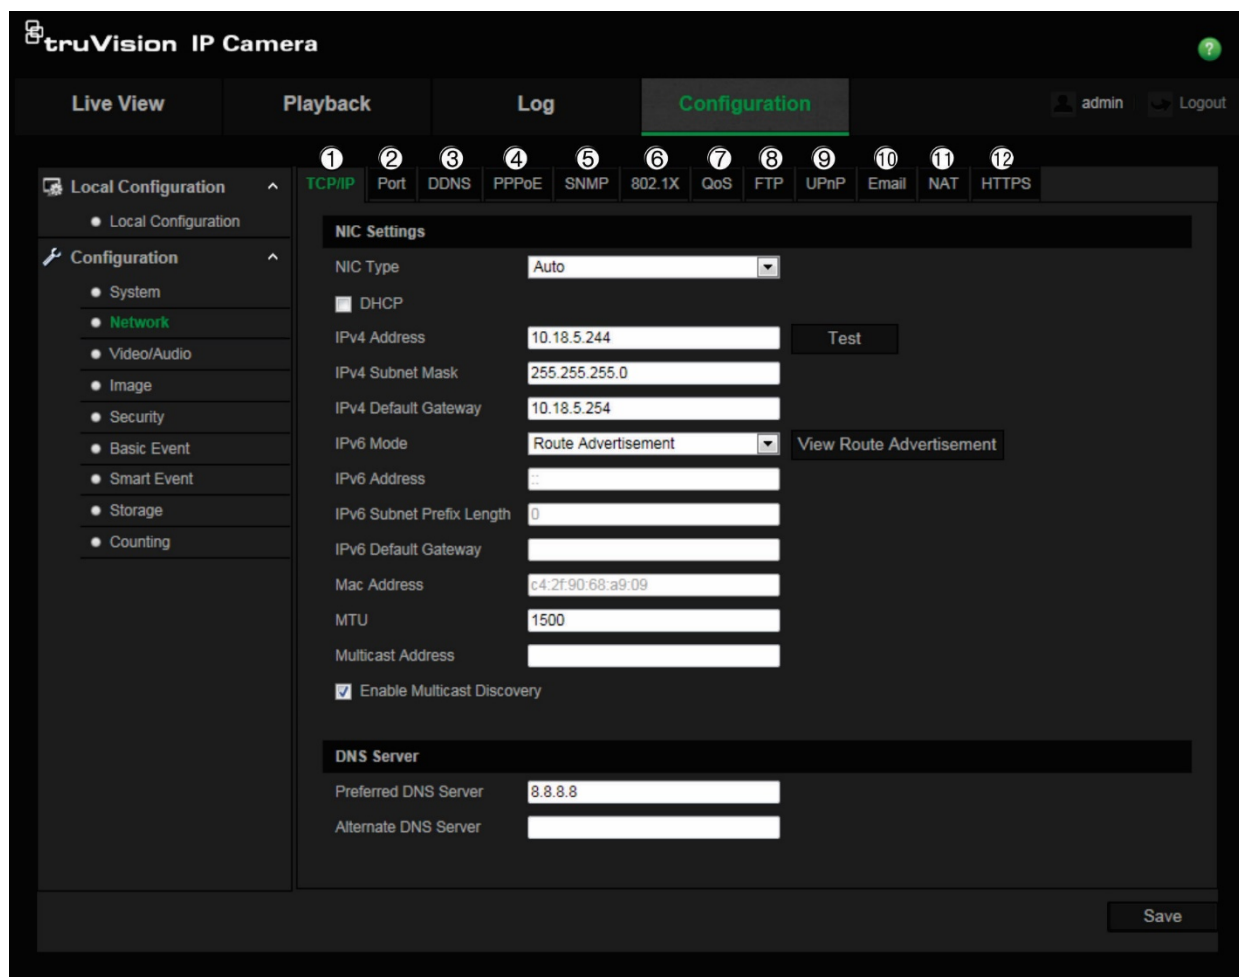 truVision IP Camera
?
Live View Playback Log Configuration admin Logout
① ② ③ ④ ⑤ ⑥ ⑦ ⑧ ⑨ ⑩ ⑪ ⑫
TCP/IP Port DDNS PPPoE SNMP 802.1X QoS FTP UPnP Email NAT HTTPS
Local Configuration
Local Configuration
Configuration
System
Network
Video/Audio
Image
Security
Basic Event
Smart Event
Storage
Counting
NIC Settings
NIC Type Auto
DHCP
IPv4 Address 10.18.5.244 Test
IPv4 Subnet Mask 255.255.255.0
IPv4 Default Gateway 10.18.5.254
IPv6 Mode Route Advertisement View Route Advertisement
IPv6 Address ::
IPv6 Subnet Prefix Length 0
IPv6 Default Gateway
Mac Address c4:2f:90:68:a9:09
MTU 1500
Multicast Address
Enable Multicast Discovery
DNS Server
Preferred DNS Server 8.8.8.8
Alternate DNS Server
Save